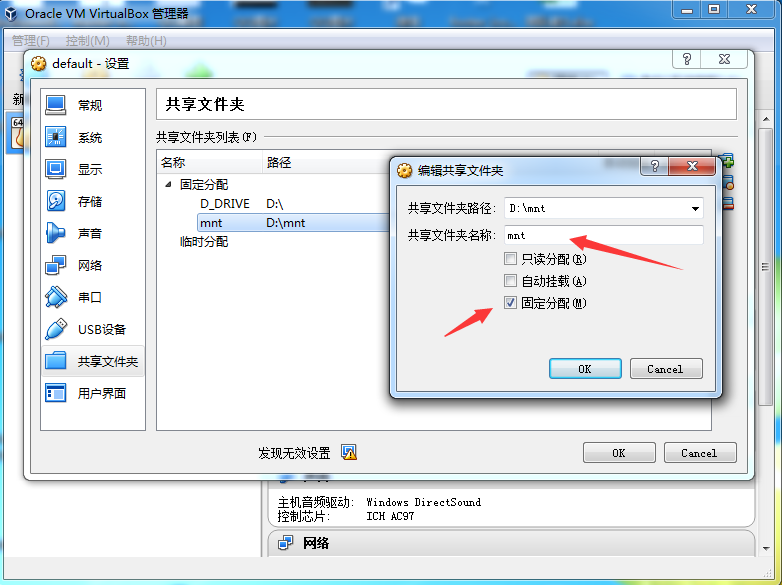 Oracle VM VirtualBox 管理器
管理(F) 控制(M) 帮助(H)
新
64
default - 设置
常规
系统
显示
存储
声音
网络
串口
USB设备
共享文件夹
用户界面
共享文件夹
共享文件夹列表(F)
名称 路径
固定分配
D_DRIVE D:\
mnt D:\mnt
临时分配
编辑共享文件夹
共享文件夹路径: D:\mnt
共享文件夹名称: mnt
只读分配(R)
自动挂载(A)
固定分配(M)
OK Cancel
发现无效设置
OK Cancel
主机音频驱动: Windows DirectSound
控制芯片: ICH AC97
网络